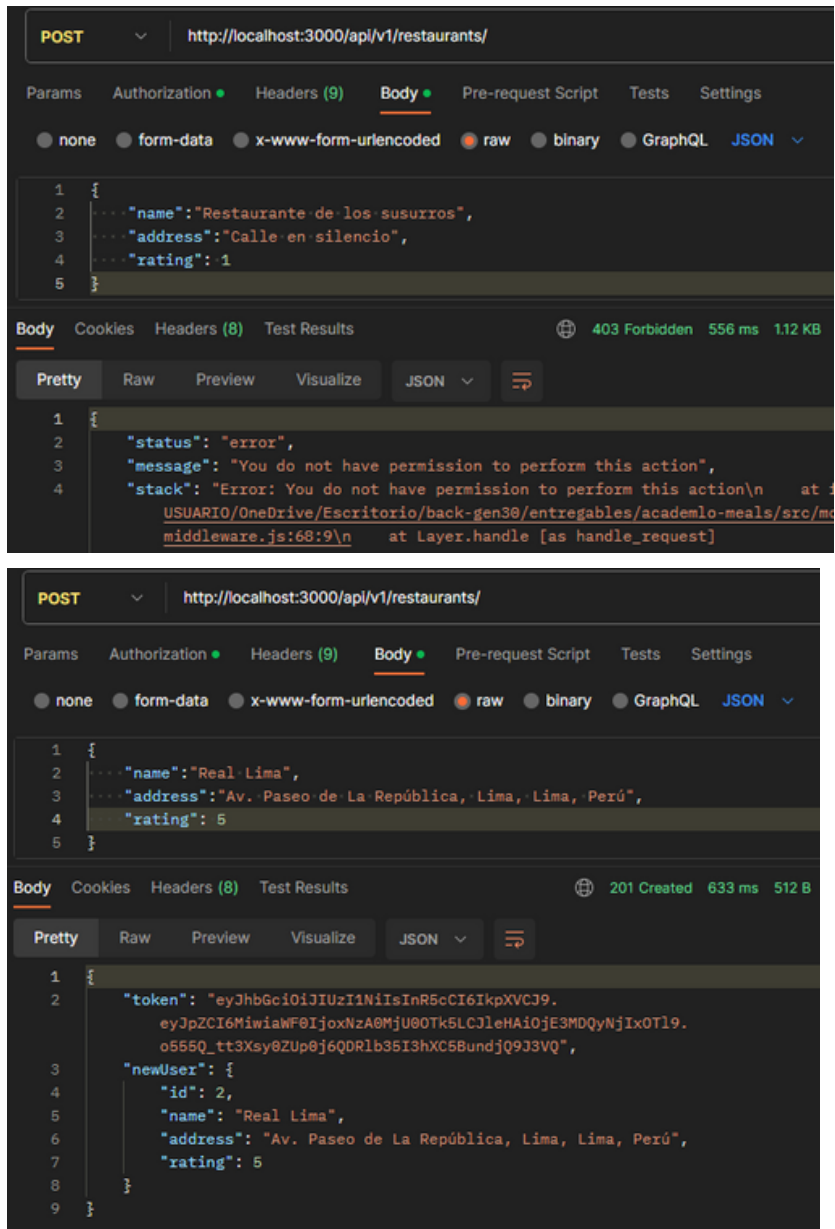 POST http://localhost:3000/api/v1/restaurants/
Params Authorization Headers (9) Body Pre-request Script Tests Settings
none form-data x-www-form-urlencoded raw binary GraphQL JSON
1 {
2 "name":"Restaurante de los susurros",
3 "address":"Calle en silencio",
4 "rating": 1
5 }
Body Cookies Headers (8) Test Results 403 Forbidden 556 ms 1.12 KB
Pretty Raw Preview Visualize JSON
1 {
2 "status": "error",
3 "message": "You do not have permission to perform this action",
4 "stack": "Error: You do not have permission to perform this action\n at
USUARIO/OneDrive/Escritorio/back-gen30/entregables/academlo-meals/src/mo
middleware.js:68:9\n at Layer.handle [as handle_request]
POST http://localhost:3000/api/v1/restaurants/
Params Authorization Headers (9) Body Pre-request Script Tests Settings
none form-data x-www-form-urlencoded raw binary GraphQL JSON
1 {
2 "name":"Real Lima",
3 "address":"Av. Paseo de La República, Lima, Lima, Perú",
4 "rating": 5
5 }
Body Cookies Headers (8) Test Results 201 Created 633 ms 512 B
Pretty Raw Preview Visualize JSON
1 {
2 "token": "eyJhbGciOiJIUzI1NiIsInR5cCI6IkpXVCJ9.
eyJpZCI6MiwiaWF0IjoxNzA0MjU0OTk5LCJleHAiOjE3MDQyNjIxOTl9.
o555Q_tt3Xsy0ZUp0j6QDRlb35I3hXC5BundjQ9J3VQ",
3 "newUser": {
4 "id": 2,
5 "name": "Real Lima",
6 "address": "Av. Paseo de La República, Lima, Lima, Perú",
7 "rating": 5
8 }
9 }